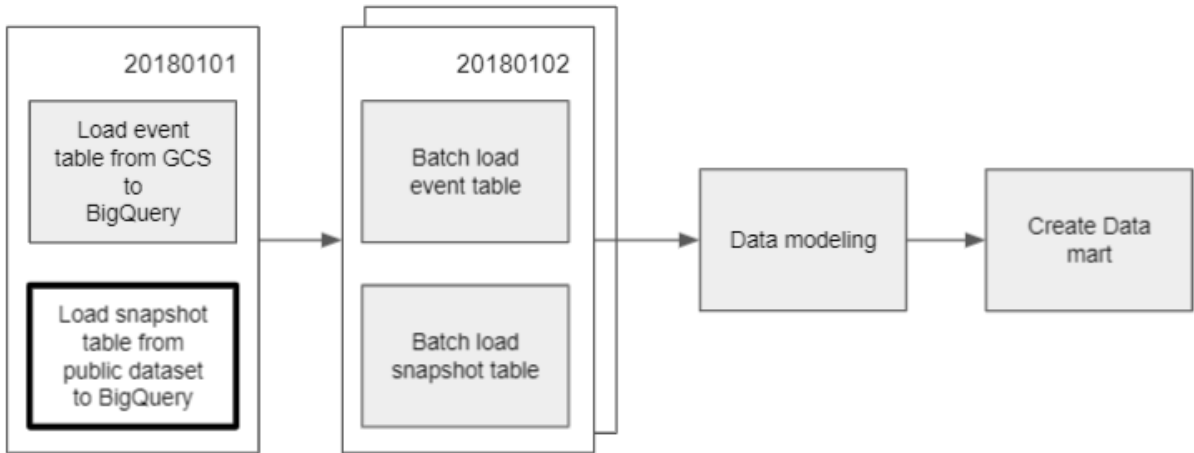 20180101
Load event
table from GCS
to
BigQuery
Load snapshot
table from
public dataset
to BigQuery
20180102
Batch load
event table
Batch load
snapshot table
Data modeling
Create Data
mart